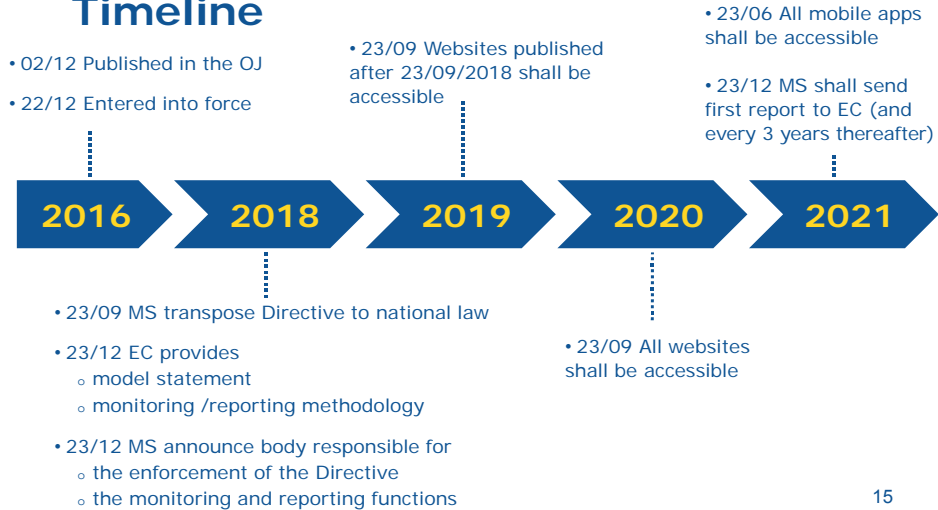 Timeline
• 02/12 Published in the OJ
• 22/12 Entered into force
• 23/09 Websites published
after 23/09/2018 shall be
accessible
• 23/06 All mobile apps
shall be accessible
• 23/12 MS shall send
first report to EC (and
every 3 years thereafter)
2016
2018
2019
2020
2021
• 23/09 MS transpose Directive to national law
• 23/12 EC provides
o model statement
o monitoring /reporting methodology
• 23/12 MS announce body responsible for
o the enforcement of the Directive
o the monitoring and reporting functions
• 23/09 All websites
shall be accessible
15